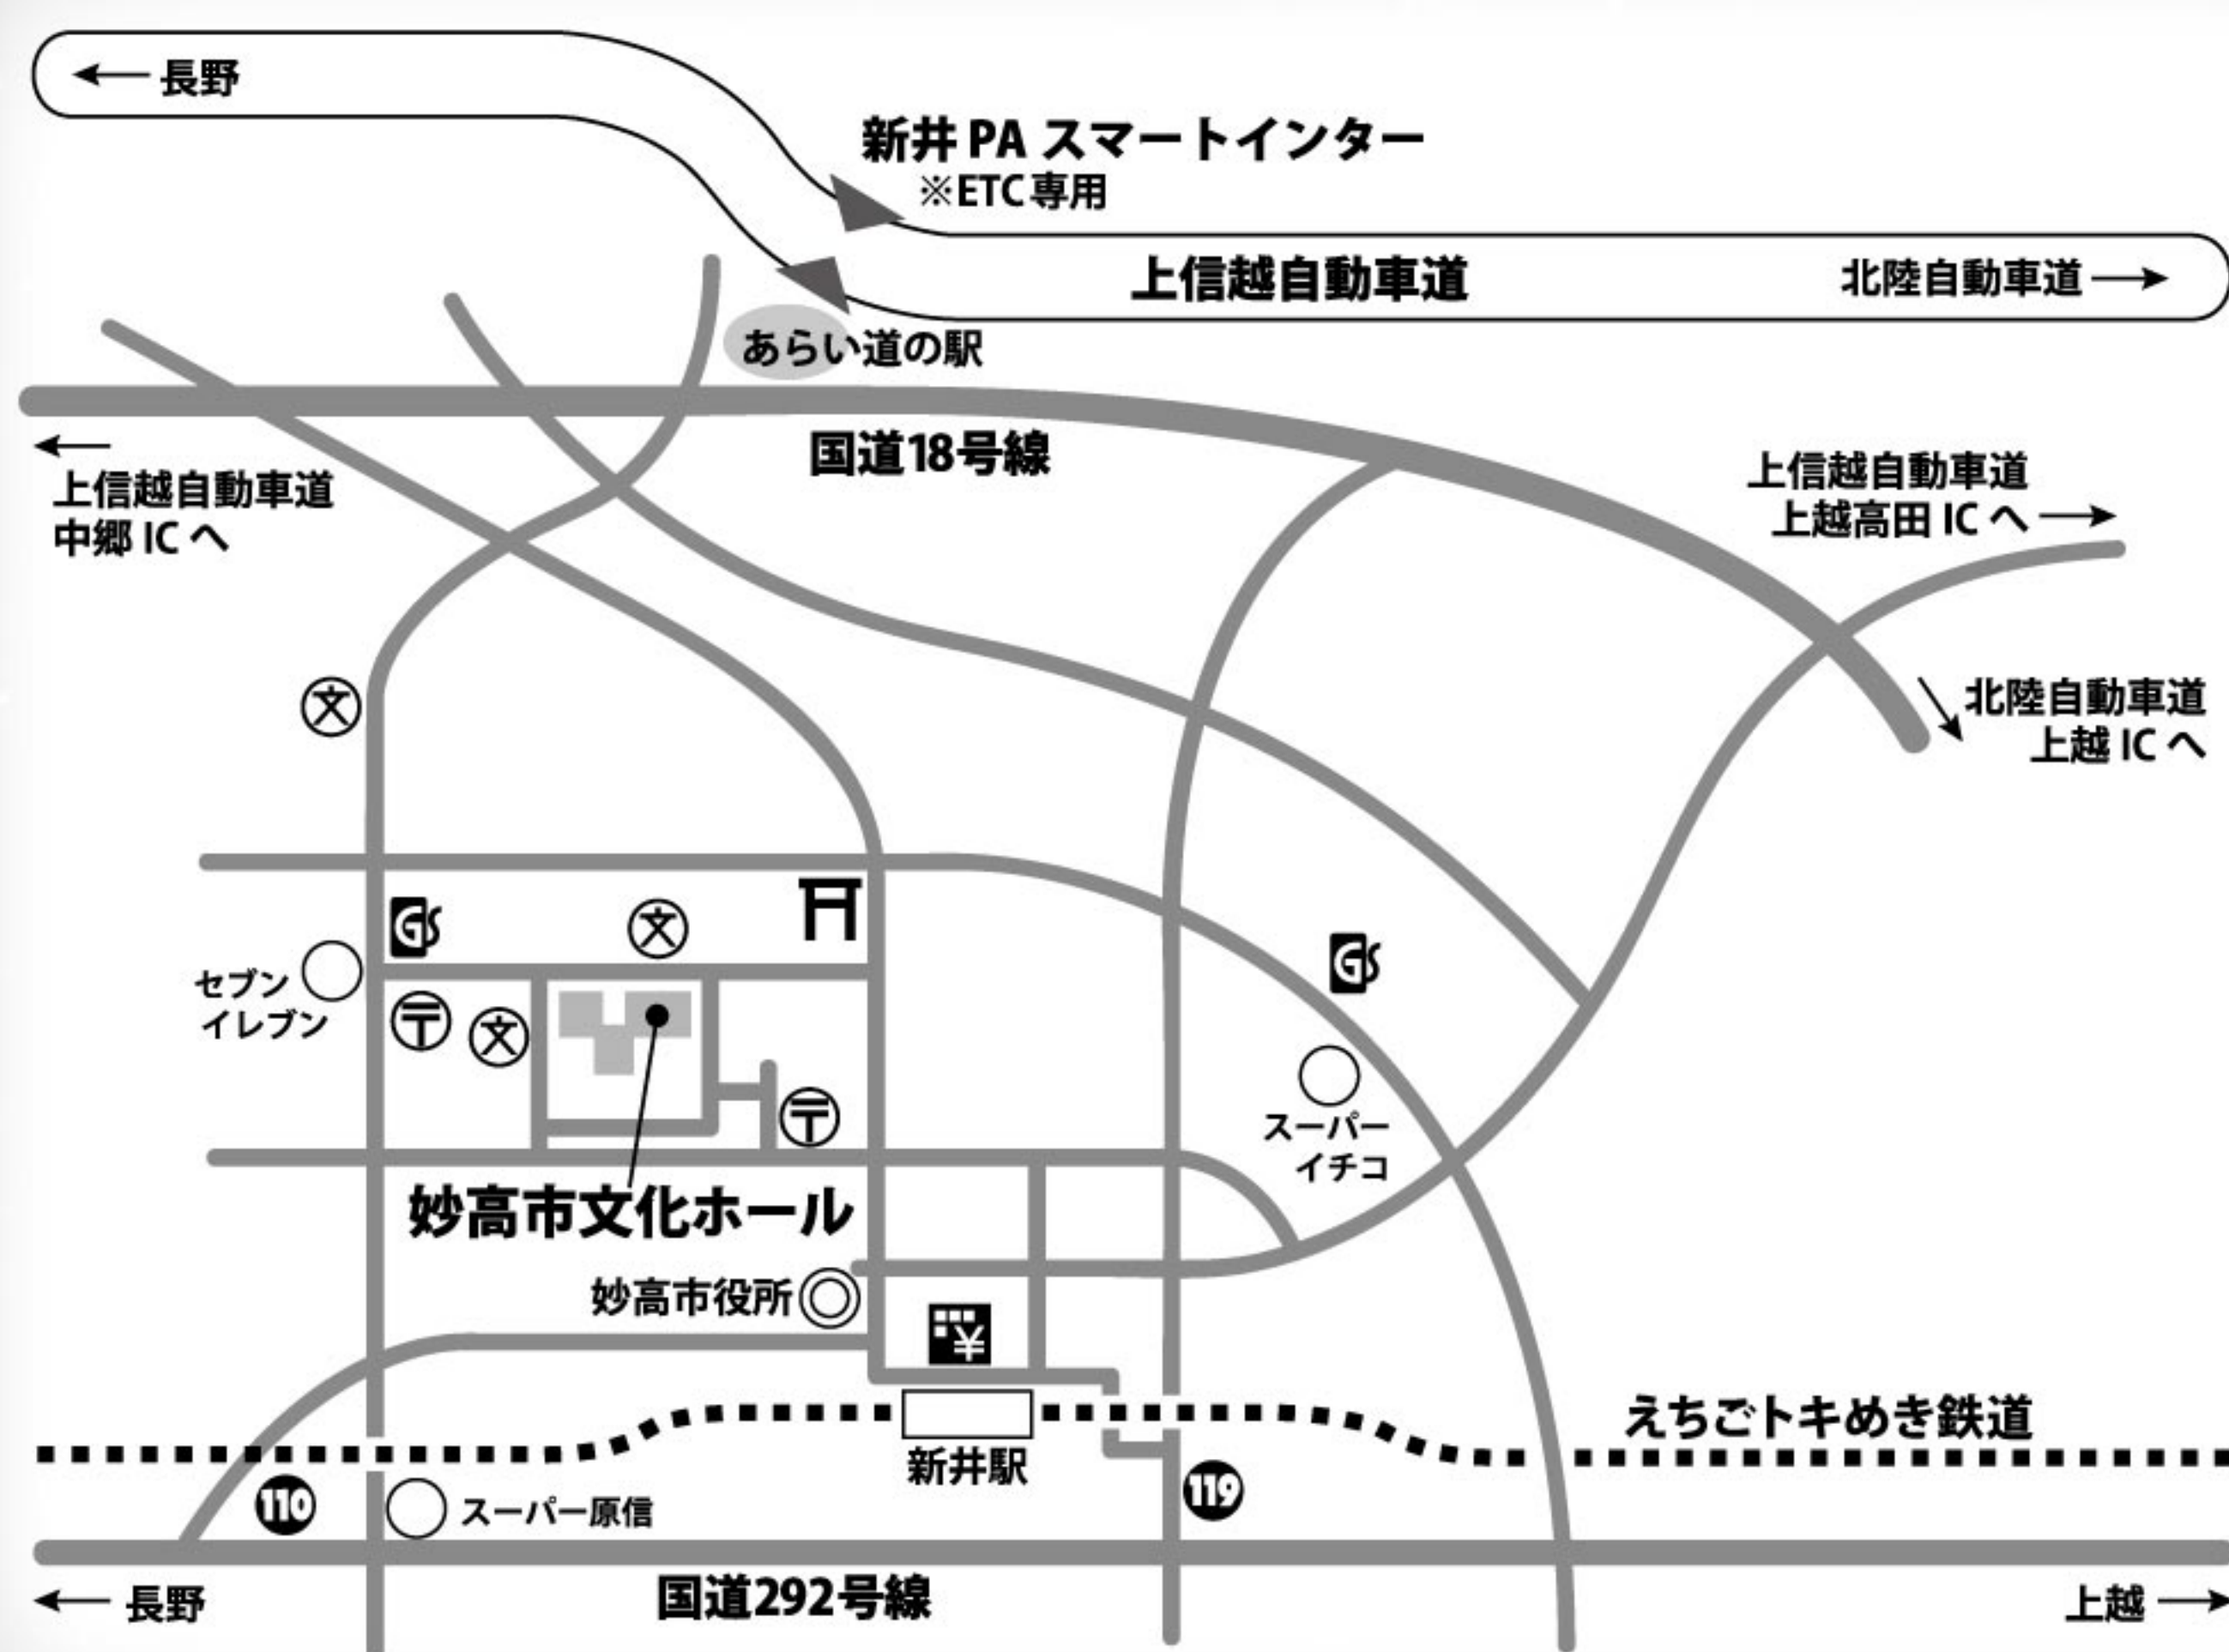 ← 長野
新井 PA スマートインター
※ETC 専用
上信越自動車道
北陸自動車道 →
あらい道の駅
国道18号線
←
上信越自動車道
中郷 IC へ
上信越自動車道
上越高田 IC へ →
北陸自動車道
上越 IC へ
文
GS
文
GS
セブン
イレブン
〒
文
〒
スーパー
イチコ
妙高市文化ホール
妙高市役所
¥
えちごトキめき鉄道
新井駅
110
スーパー原信
119
国道292号線
← 長野
上越 →